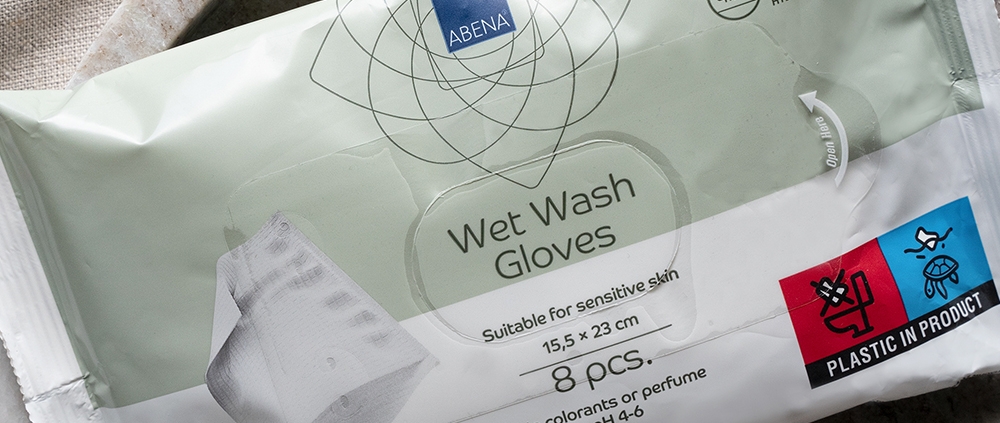 ABENA®
Open Here
Wet Wash
Gloves
Suitable for sensitive skin
15,5 x 23 cm
8 pcs.
colorants or perfume
pH 4-6
PLASTIC IN PRODUCT